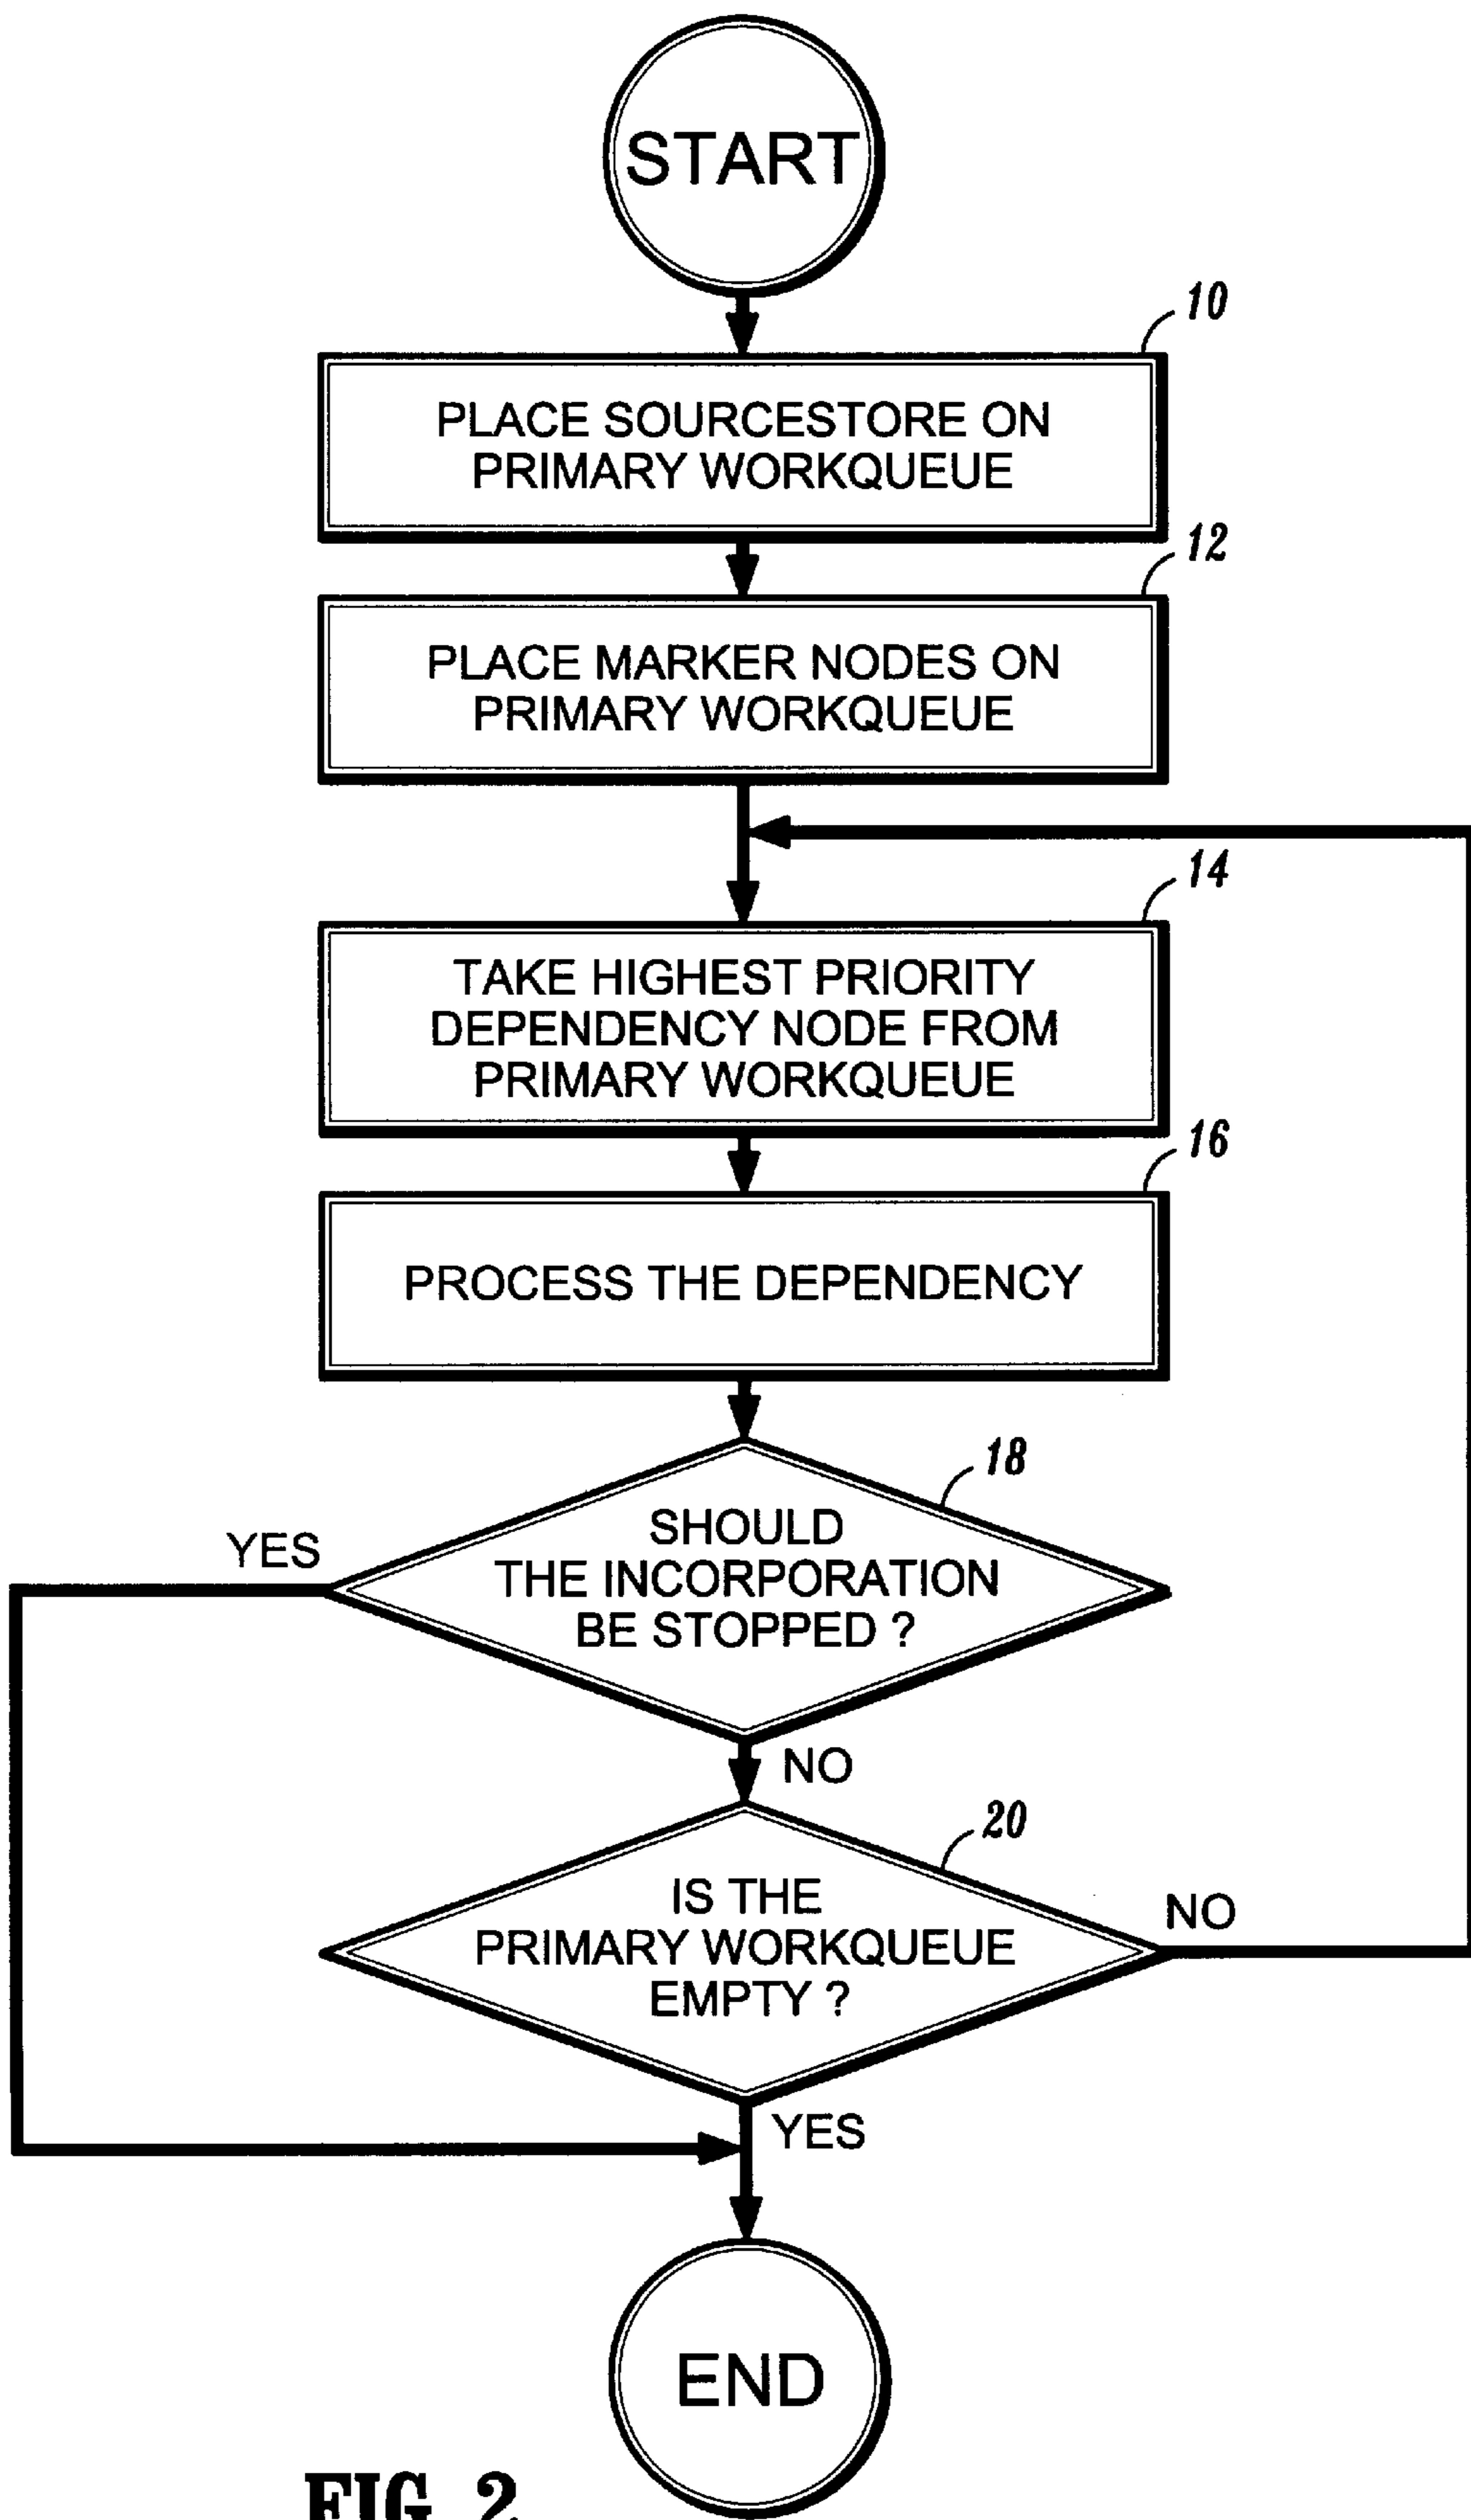 START
10
PLACE SOURCESTORE ON
PRIMARY WORKQUEUE
12
PLACE MARKER NODES ON
PRIMARY WORKQUEUE
14
TAKE HIGHEST PRIORITY
DEPENDENCY NODE FROM
PRIMARY WORKQUEUE
16
PROCESS THE DEPENDENCY
18
SHOULD
THE INCORPORATION
BE STOPPED ?
YES
NO
20
IS THE
PRIMARY WORKQUEUE
EMPTY ?
NO
YES
END
FIG. 2